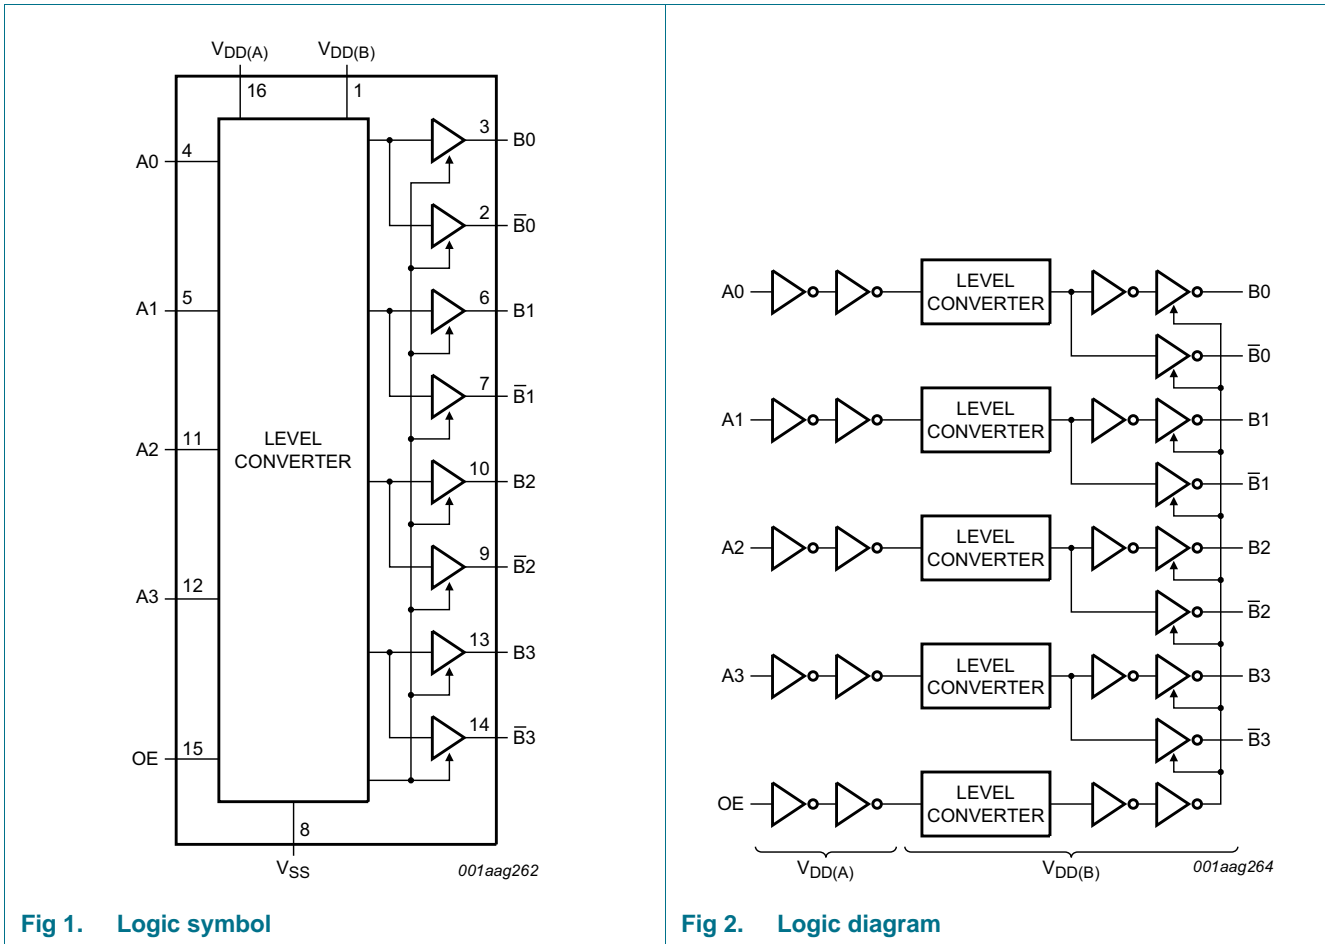 VDD(A) VDD(B)
16 1
3 B0
A0 4
2 B̅0
A1 5
6 B1
7 B̅1
A2 11
LEVEL
CONVERTER
10 B2
9 B̅2
A3 12
13 B3
14 B̅3
OE 15
8
VSS
001aag262
Fig 1. Logic symbol
A0 LEVEL
CONVERTER B0
B̅0
A1 LEVEL
CONVERTER B1
B̅1
A2 LEVEL
CONVERTER B2
B̅2
A3 LEVEL
CONVERTER B3
B̅3
OE LEVEL
CONVERTER
VDD(A) VDD(B)
001aag264
Fig 2. Logic diagram